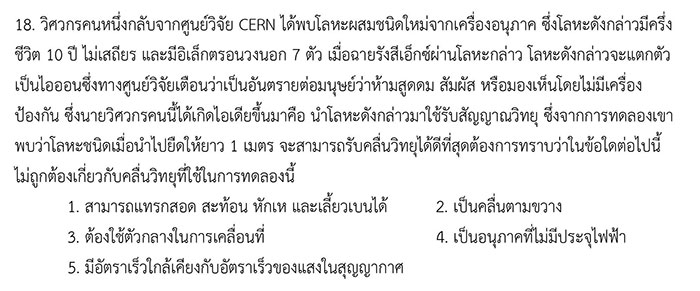 18. วิศวกรคนหนึ่งกลับจากศูนย์วิจัย CERN ได้พบโลหะผสมชนิดใหม่จากเครื่องอนุภาค ซึ่งโลหะดังกล่าวมีครึ่ง
ชีวิต 10 ปี ไม่เสถียร และมีอิเล็กตรอนวงนอก 7 ตัว เมื่อฉายรังสีเอ็กซ์ผ่านโลหะกล่าว โลหะดังกล่าวจะแตกตัว
เป็นไอออนซึ่งทางศูนย์วิจัยเตือนว่าเป็นอันตรายต่อมนุษย์ว่าห้ามสูดดม สัมผัส หรือมองเห็นโดยไม่มีเครื่อง
ป้องกัน ซึ่งนายวิศวกรคนนี้ได้เกิดไอเดียขึ้นมาคือ นำโลหะดังกล่าวมาใช้รับสัญญาณวิทยุ ซึ่งจากการทดลองเขา
พบว่าโลหะชนิดเมื่อนำไปยืดให้ยาว 1 เมตร จะสามารถรับคลื่นวิทยุได้ดีที่สุดต้องการทราบว่าในข้อใดต่อไปนี้
ไม่ถูกต้องเกี่ยวกับคลื่นวิทยุที่ใช้ในการทดลองนี้
1. สามารถแทรกสอด สะท้อน หักเห และเลี้ยวเบนได้ 2. เป็นคลื่นตามขวาง
3. ต้องใช้ตัวกลางในการเคลื่อนที่ 4. เป็นอนุภาคที่ไม่มีประจุไฟฟ้า
5. มีอัตราเร็วใกล้เคียงกับอัตราเร็วของแสงในสุญญากาศ